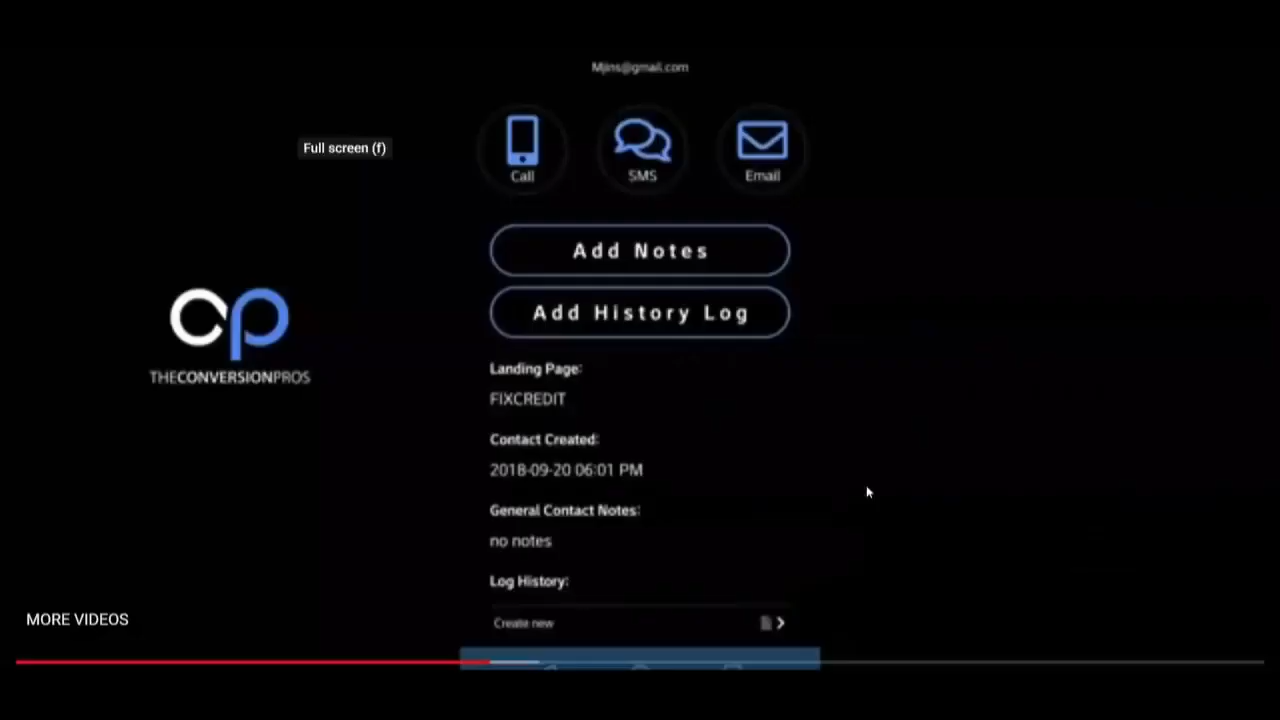 Mjins@gmail.com
Full screen (f)
Call
SMS
Email
Add Notes
Add History Log
THECONVERSIONPROS
Landing Page:
FIXCREDIT
Contact Created:
2018-09-20 06:01 PM
General Contact Notes:
no notes
Log History:
MORE VIDEOS
Create new